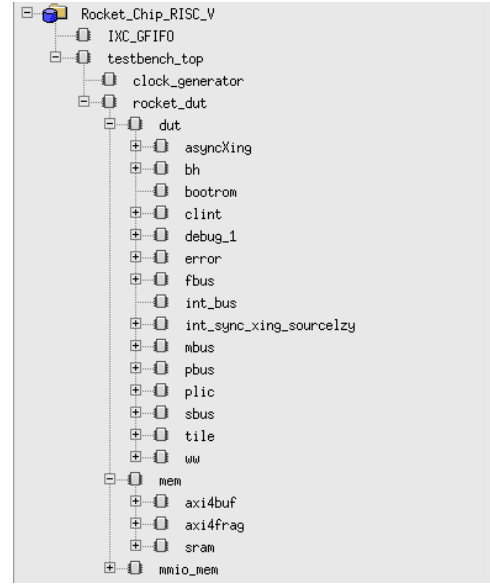 Rocket_Chip_RISC_V
IXC_GFIFO
testbench_top
clock_generator
rocket_dut
dut
asyncXing
bh
bootrom
clint
debug_1
error
fbus
int_bus
int_sync_xing_sourcelzy
mbus
pbus
plic
sbus
tile
ww
mem
axi4buf
axi4frag
sram
mmio_mem